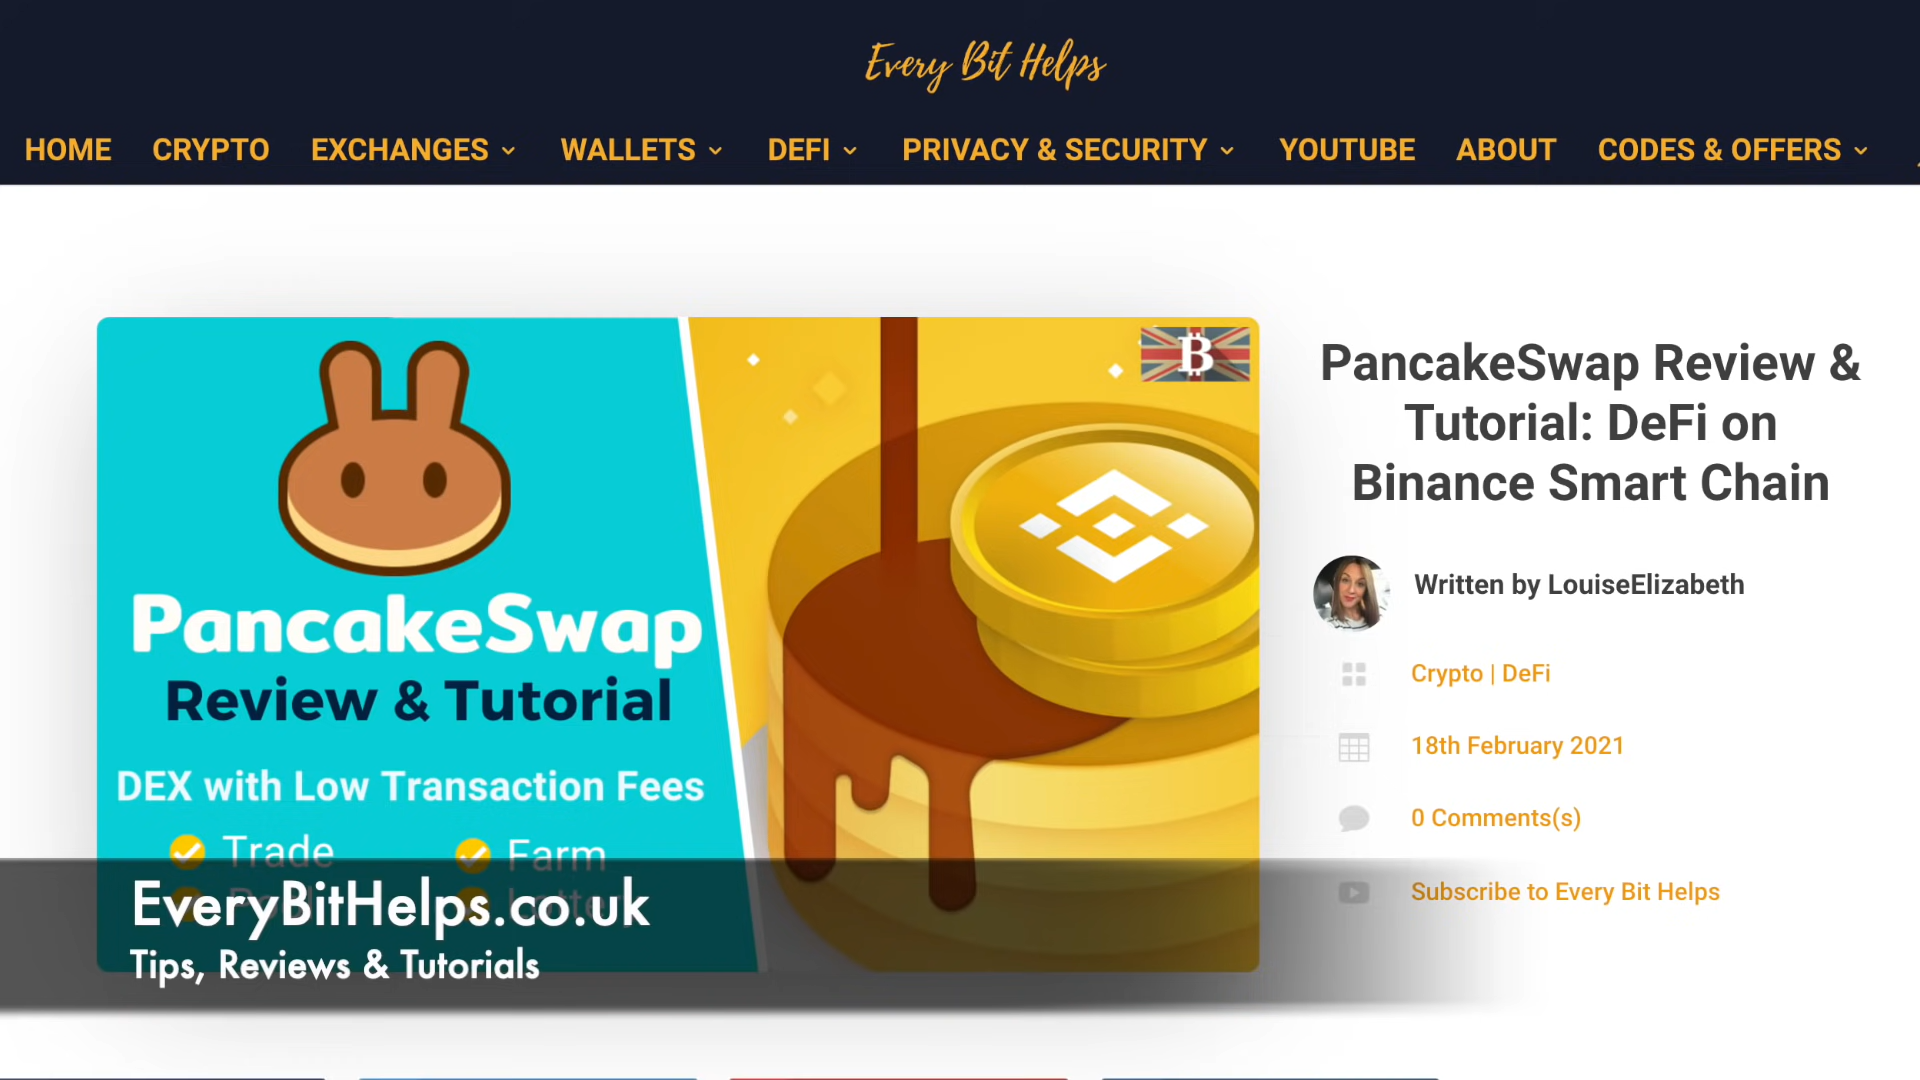 Every Bit Helps
HOME CRYPTO EXCHANGES WALLETS DEFI PRIVACY & SECURITY YOUTUBE ABOUT CODES & OFFERS
PancakeSwap
Review & Tutorial
DEX with Low Transaction Fees
Trade Farm
EveryBitHelps.co.uk
Tips, Reviews & Tutorials
B
PancakeSwap Review &
Tutorial: DeFi on
Binance Smart Chain
Written by LouiseElizabeth
Crypto | DeFi
18th February 2021
0 Comments(s)
Subscribe to Every Bit Helps